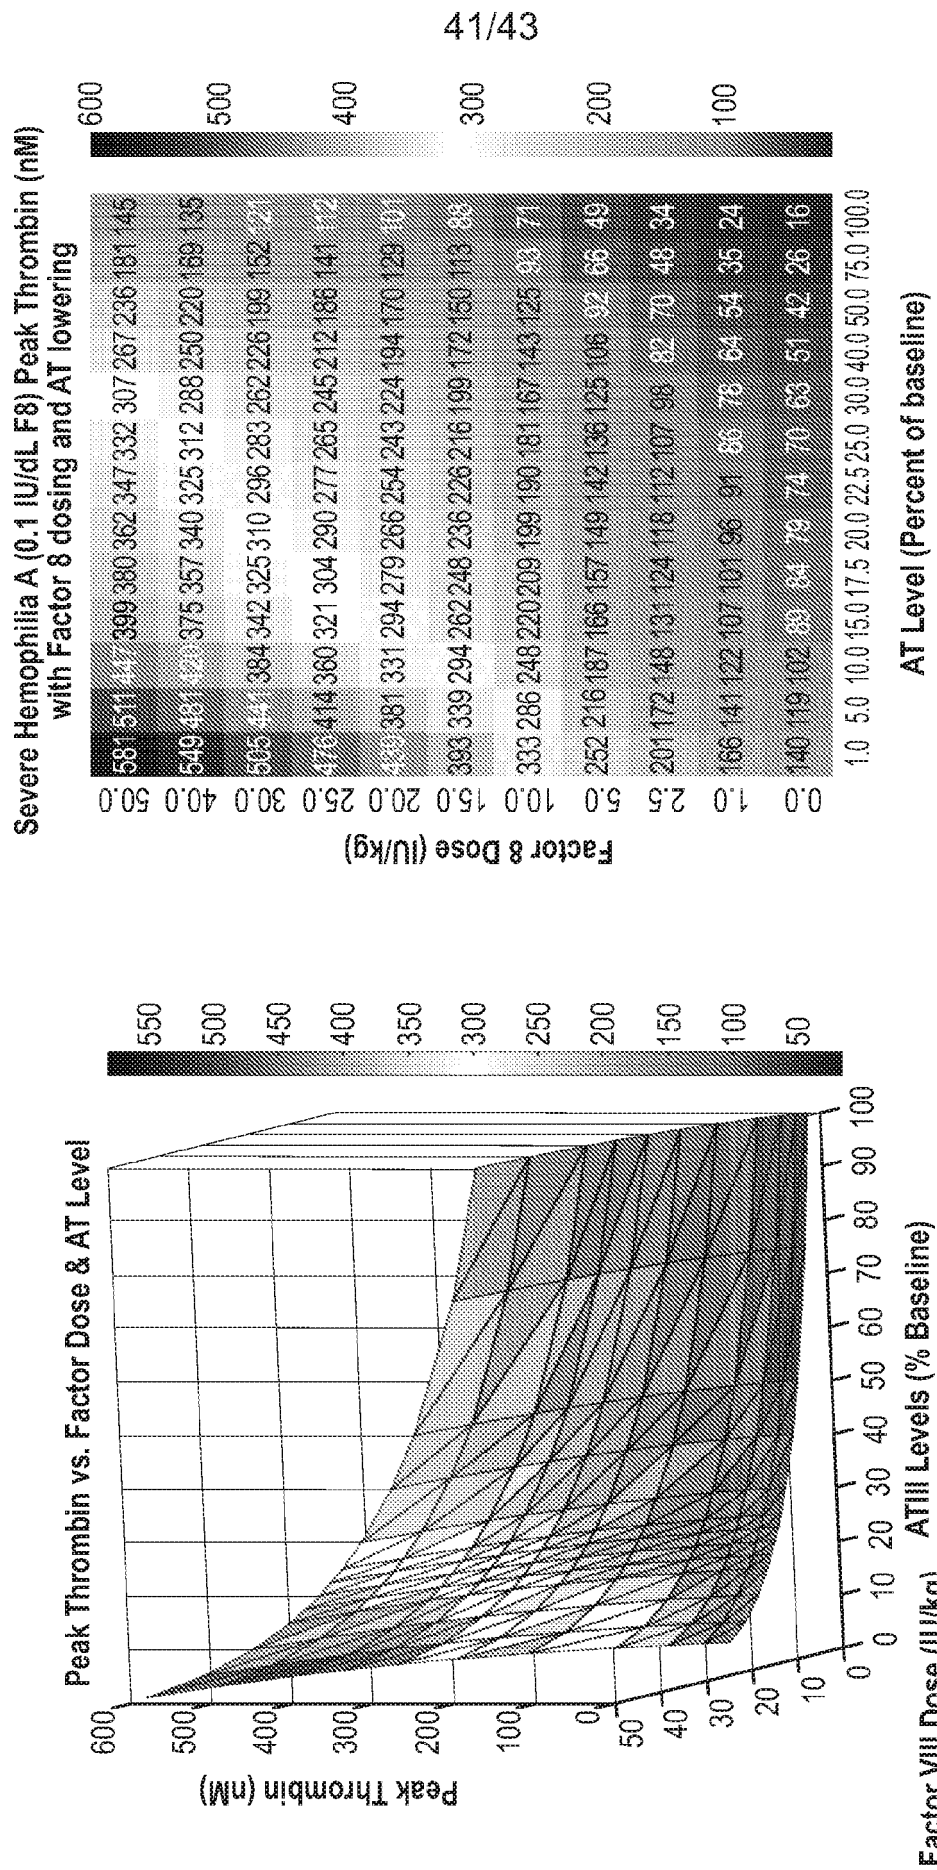 41/43
Peak Thrombin vs. Factor Dose & AT Level
Peak Thrombin (nM)
600
500
400
300
200
100
0
50
40
30
20
10
0
Factor VIII Dose (IU/kg)
0 10 20 30 40 50 60 70 80 90 100
ATIII Levels (% Baseline)
550
500
450
400
350
300
250
200
150
100
50
Severe Hemophilia A (0.1 IU/dL F8) Peak Thrombin (nM)
with Factor 8 dosing and AT lowering
Factor 8 Dose (IU/kg)
50.0 581 511 447 399 380 362 347 332 307 267 236 181 145
40.0 549 481 420 375 357 340 325 312 288 250 220 169 135
30.0 505 441 384 342 325 310 296 283 262 226 199 152 121
25.0 476 414 360 321 304 290 277 265 245 212 186 141 112
20.0 381 331 294 279 266 254 243 224 194 170 129 101
15.0 393 339 294 262 248 236 226 216 199 172 150 113 88
10.0 333 286 248 220 209 199 190 181 167 143 125 93 71
5.0 252 216 187 166 157 149 142 136 125 106 92 66 49
2.5 201 172 148 131 124 118 112 107 98 82 70 48 34
1.0 166 122 107 101 96 91 86 78 64 54 35 24
0.0 140 119 102 89 84 79 74 70 63 51 42 26 16
1.0 5.0 10.0 15.0 17.5 20.0 22.5 25.0 30.0 40.0 50.0 75.0 100.0
AT Level (Percent of baseline)
600
500
400
300
200
100